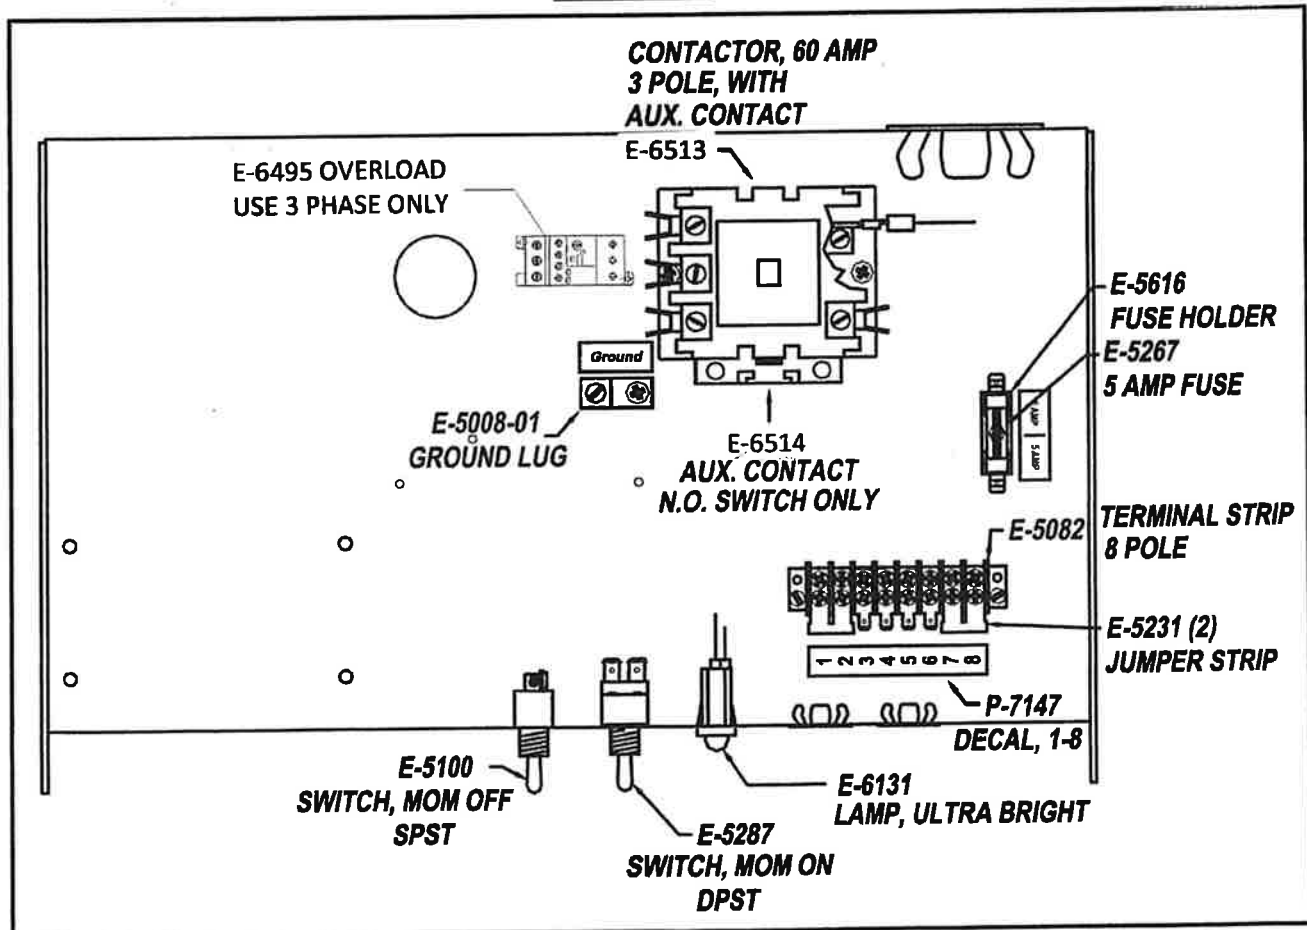 CONTACTOR, 60 AMP
3 POLE, WITH
AUX. CONTACT
E-6513
E-6495 OVERLOAD
USE 3 PHASE ONLY
E-5616
FUSE HOLDER
E-5267
5 AMP FUSE
Ground
E-5008-01
GROUND LUG
E-6514
AUX. CONTACT
N.O. SWITCH ONLY
5 AMP
E-5082
TERMINAL STRIP
8 POLE
E-5231 (2)
JUMPER STRIP
1 2 3 4 5 6 7 8
P-7147
DECAL, 1-8
E-5100
SWITCH, MOM OFF
SPST
E-5287
SWITCH, MOM ON
DPST
E-6131
LAMP, ULTRA BRIGHT